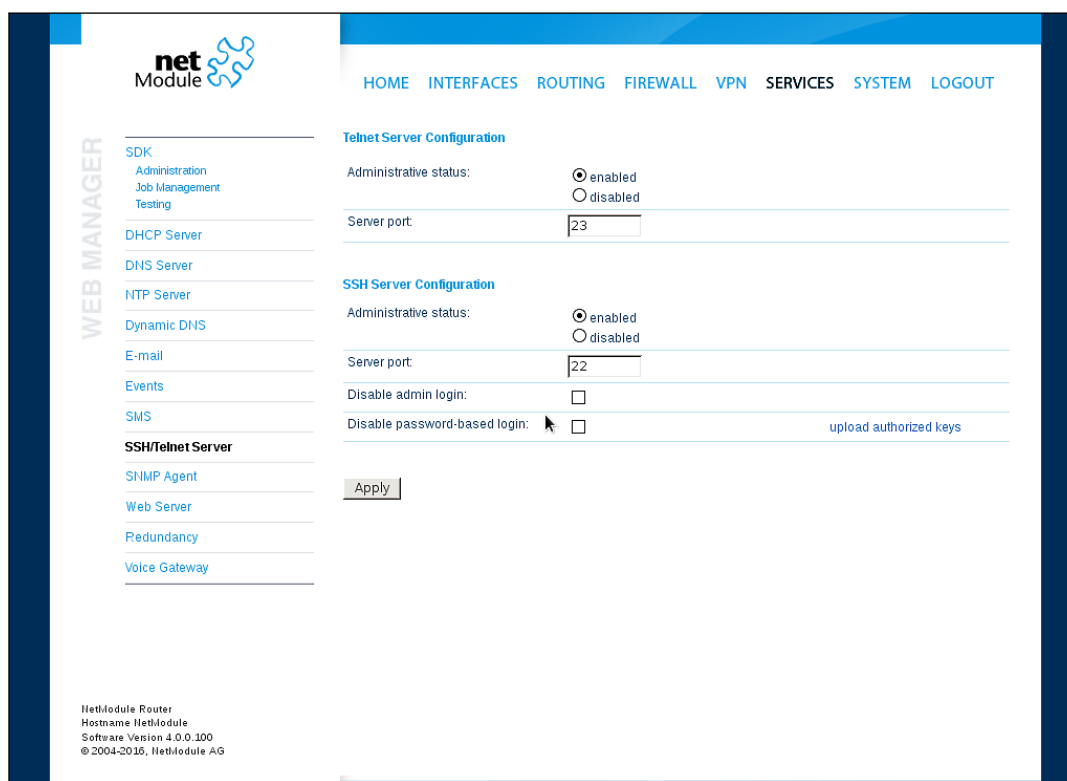 net
Module
HOME INTERFACES ROUTING FIREWALL VPN SERVICES SYSTEM LOGOUT
WEB MANAGER
SDK
Administration
Job Management
Testing
DHCP Server
DNS Server
NTP Server
Dynamic DNS
E-mail
Events
SMS
SSH/Telnet Server
SNMP Agent
Web Server
Redundancy
Voice Gateway
Telnet Server Configuration
Administrative status:
enabled
disabled
Server port: 23
SSH Server Configuration
Administrative status:
enabled
disabled
Server port: 22
Disable admin login:
Disable password-based login: upload authorized keys
Apply
NetModule Router
Hostname NetModule
Software Version 4.0.0.100
© 2004-2016, NetModule AG